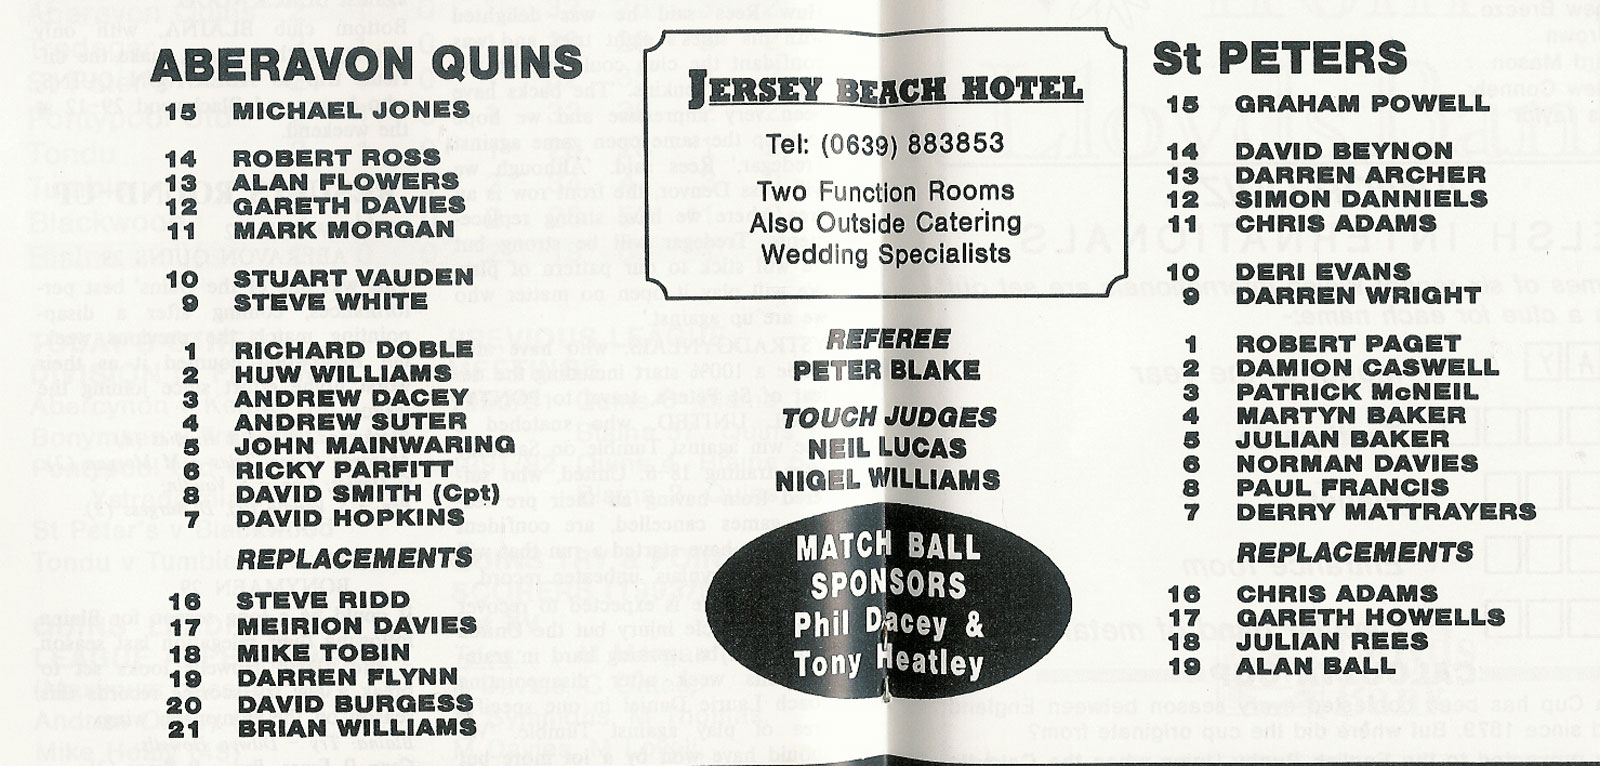 ABERAVON QUINS
15 MICHAEL JONES
14 ROBERT ROSS
13 ALAN FLOWERS
12 GARETH DAVIES
11 MARK MORGAN
10 STUART VAUDEN
9 STEVE WHITE
1 RICHARD DOBLE
2 HUW WILLIAMS
3 ANDREW DACEY
4 ANDREW SUTER
5 JOHN MAINWARING
6 RICKY PARFITT
8 DAVID SMITH (Cpt)
7 DAVID HOPKINS
REPLACEMENTS
16 STEVE RIDD
17 MEIRION DAVIES
18 MIKE TOBIN
19 DARREN FLYNN
20 DAVID BURGESS
21 BRIAN WILLIAMS
JERSEY BEACH HOTEL
Tel: (0639) 883853
Two Function Rooms
Also Outside Catering
Wedding Specialists
REFEREE
PETER BLAKE
TOUCH JUDGES
NEIL LUCAS
NIGEL WILLIAMS
MATCH BALL
SPONSORS
Phil Dacey &
Tony Heatley
St PETERS
15 GRAHAM POWELL
14 DAVID BEYNON
13 DARREN ARCHER
12 SIMON DANNIELS
11 CHRIS ADAMS
10 DERI EVANS
9 DARREN WRIGHT
1 ROBERT PAGET
2 DAMION CASWELL
3 PATRICK McNEIL
4 MARTYN BAKER
5 JULIAN BAKER
6 NORMAN DAVIES
8 PAUL FRANCIS
7 DERRY MATTRAYERS
REPLACEMENTS
16 CHRIS ADAMS
17 GARETH HOWELLS
18 JULIAN REES
19 ALAN BALL